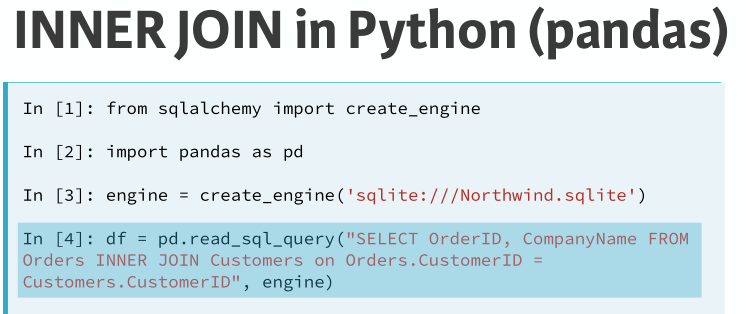 INNER JOIN in Python (pandas)
In [1]: from sqlalchemy import create_engine
In [2]: import pandas as pd
In [3]: engine = create_engine('sqlite:///Northwind.sqlite')
In [4]: df = pd.read_sql_query("SELECT OrderID, CompanyName FROM
Orders INNER JOIN Customers on Orders.CustomerID =
Customers.CustomerID", engine)